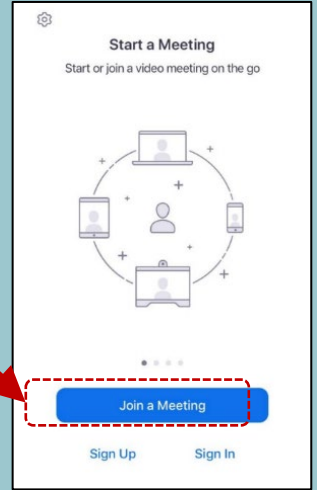 Start a Meeting
Start or join a video meeting on the go
Join a Meeting
Sign Up Sign In